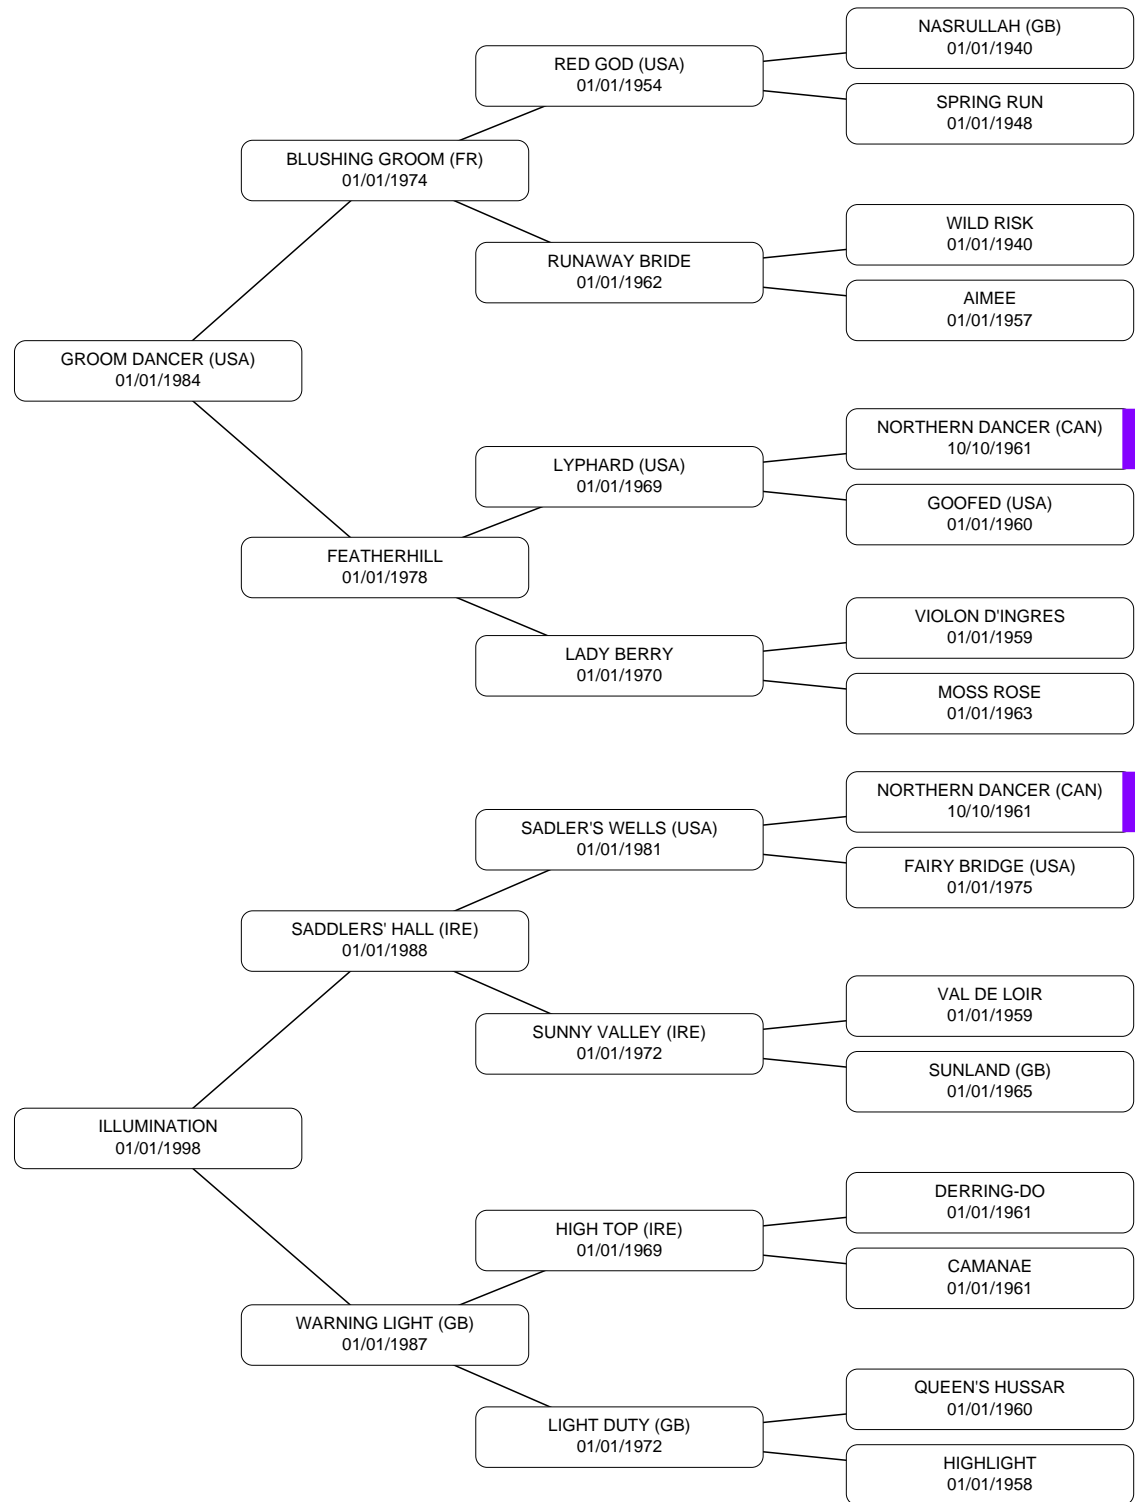 NASRULLAH (GB)
01/01/1940
RED GOD (USA)
01/01/1954
SPRING RUN
01/01/1948
BLUSHING GROOM (FR)
01/01/1974
WILD RISK
01/01/1940
RUNAWAY BRIDE
01/01/1962
AIMEE
01/01/1957
GROOM DANCER (USA)
01/01/1984
NORTHERN DANCER (CAN)
10/10/1961
LYPHARD (USA)
01/01/1969
GOOFED (USA)
01/01/1960
FEATHERHILL
01/01/1978
VIOLON D'INGRES
01/01/1959
LADY BERRY
01/01/1970
MOSS ROSE
01/01/1963
NORTHERN DANCER (CAN)
10/10/1961
SADLER'S WELLS (USA)
01/01/1981
FAIRY BRIDGE (USA)
01/01/1975
SADDLERS' HALL (IRE)
01/01/1988
VAL DE LOIR
01/01/1959
SUNNY VALLEY (IRE)
01/01/1972
SUNLAND (GB)
01/01/1965
ILLUMINATION
01/01/1998
DERRING-DO
01/01/1961
HIGH TOP (IRE)
01/01/1969
CAMANAE
01/01/1961
WARNING LIGHT (GB)
01/01/1987
QUEEN'S HUSSAR
01/01/1960
LIGHT DUTY (GB)
01/01/1972
HIGHLIGHT
01/01/1958